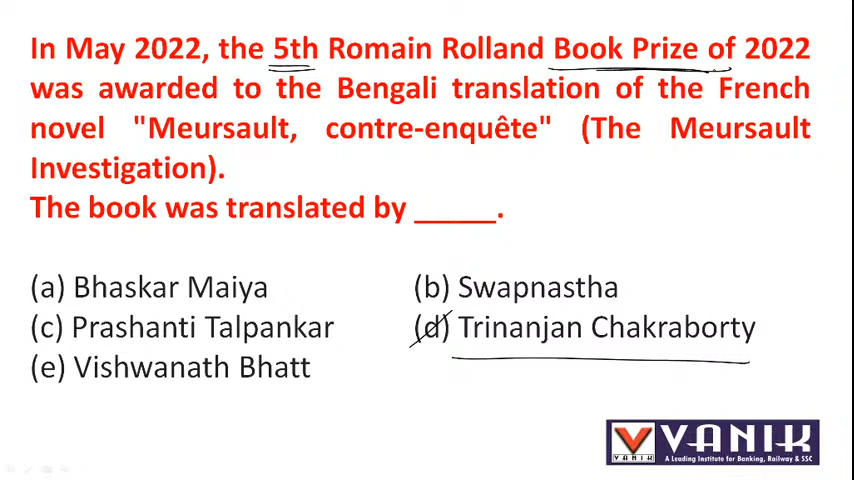 In May 2022, the 5th Romain Rolland Book Prize of 2022
was awarded to the Bengali translation of the French
novel "Meursault, contre-enquête" (The Meursault
Investigation).
The book was translated by _____.
(a) Bhaskar Maiya (b) Swapnastha
(c) Prashanti Talpankar (d) Trinanjan Chakraborty
(e) Vishwanath Bhatt
VANIK VANIK
A Leading Institute for Banking, Railway & SSC